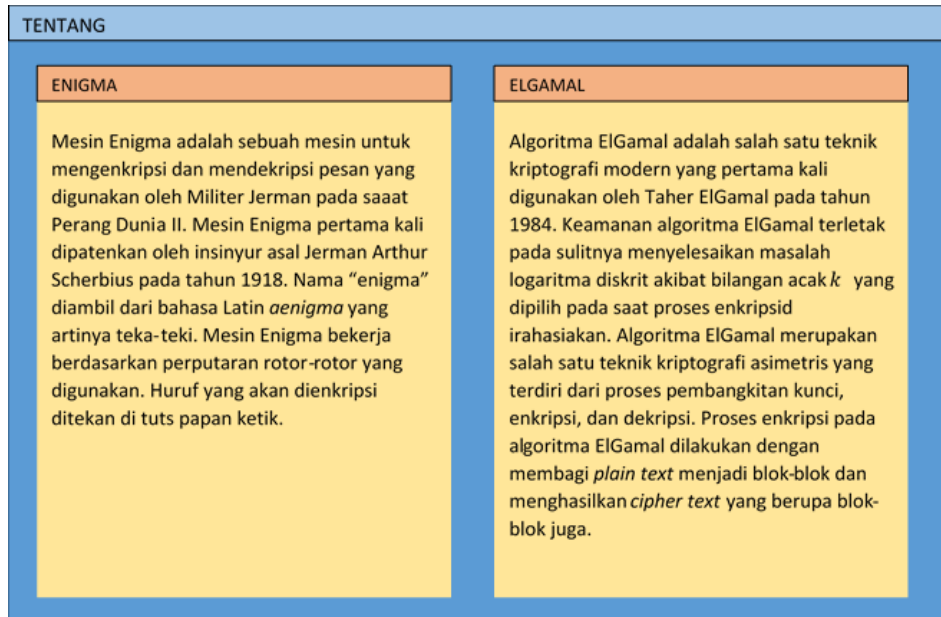 TENTANG
ENIGMA
Mesin Enigma adalah sebuah mesin untuk
mengenkripsi dan mendekripsi pesan yang
digunakan oleh Militer Jerman pada saaat
Perang Dunia II. Mesin Enigma pertama kali
dipatenkan oleh insinyur asal Jerman Arthur
Scherbius pada tahun 1918. Nama “enigma”
diambil dari bahasa Latin aenigma yang
artinya teka-teki. Mesin Enigma bekerja
berdasarkan perputaran rotor-rotor yang
digunakan. Huruf yang akan dienkripsi
ditekan di tuts papan ketik.
ELGAMAL
Algoritma ElGamal adalah salah satu teknik
kriptografi modern yang pertama kali
digunakan oleh Taher ElGamal pada tahun
1984. Keamanan algoritma ElGamal terletak
pada sulitnya menyelesaikan masalah
logaritma diskrit akibat bilangan acak k yang
dipilih pada saat proses enkripsid
irahasiakan. Algoritma ElGamal merupakan
salah satu teknik kriptografi asimetris yang
terdiri dari proses pembangkitan kunci,
enkripsi, dan dekripsi. Proses enkripsi pada
algoritma ElGamal dilakukan dengan
membagi plain text menjadi blok-blok dan
menghasilkan cipher text yang berupa blok-
blok juga.